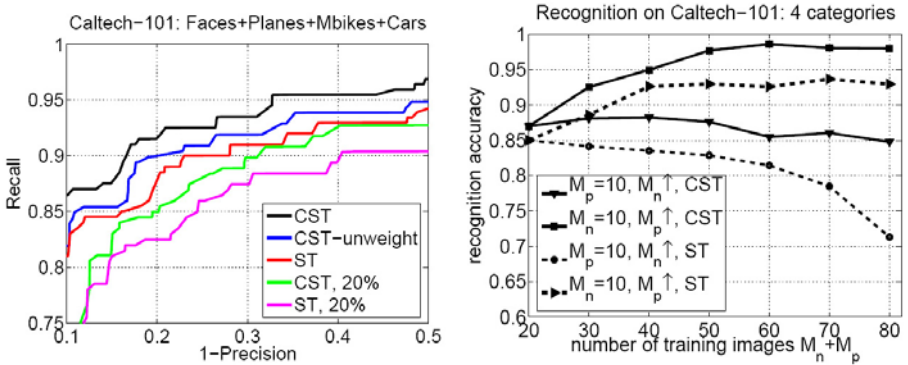 Caltech−101: Faces+Planes+Mbikes+Cars
Recall
0.95
0.9
0.85
0.8
0.75
0.1
0.2
0.3
0.4
0.5
1−Precision
CST
CST−unweight
ST
CST, 20%
ST, 20%
Recognition on Caltech−101: 4 categories
recognition accuracy
1
0.95
0.9
0.85
0.8
0.75
0.7
0.65
0.6
20
30
40
50
60
70
80
number of training images Mn+Mp
Mp=10, Mn↑, CST
Mn=10, Mp↑, CST
Mp=10, Mn↑, ST
Mn=10, Mp↑, ST